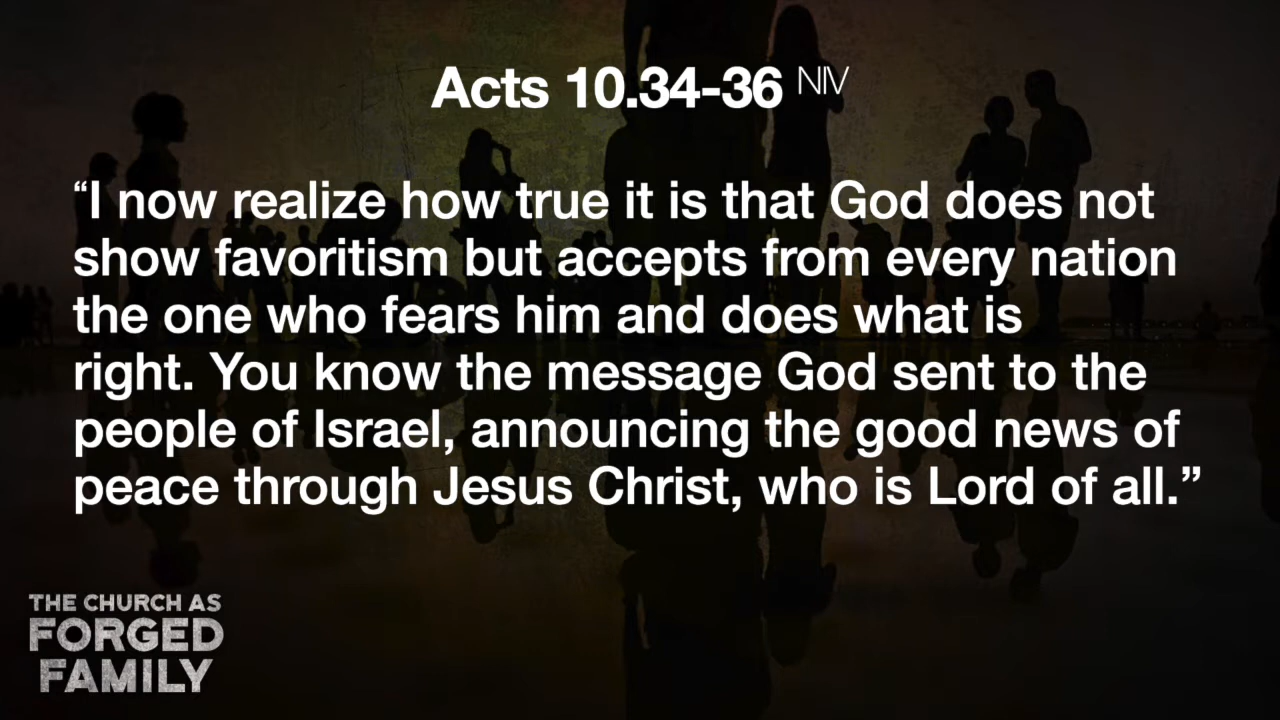 Acts 10.34-36 NIV
“I now realize how true it is that God does not
show favoritism but accepts from every nation
the one who fears him and does what is
right. You know the message God sent to the
people of Israel, announcing the good news of
peace through Jesus Christ, who is Lord of all.”
THE CHURCH AS
FORGED
FAMILY